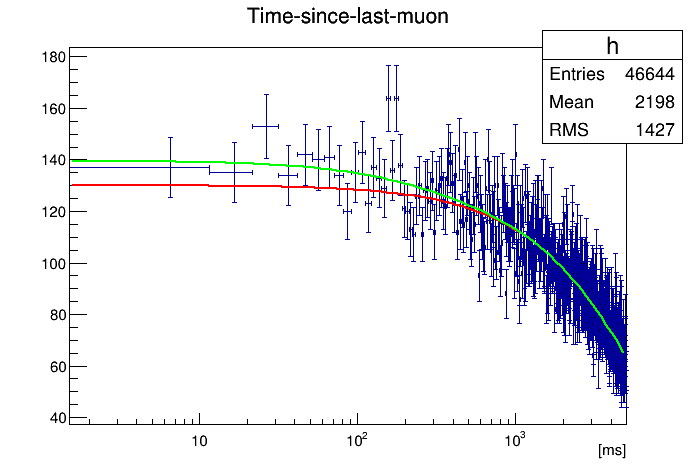 Time-since-last-muon
h
Entries 46644
Mean 2198
RMS 1427
180
160
140
120
100
80
60
40
10
10²
10³
[ms]